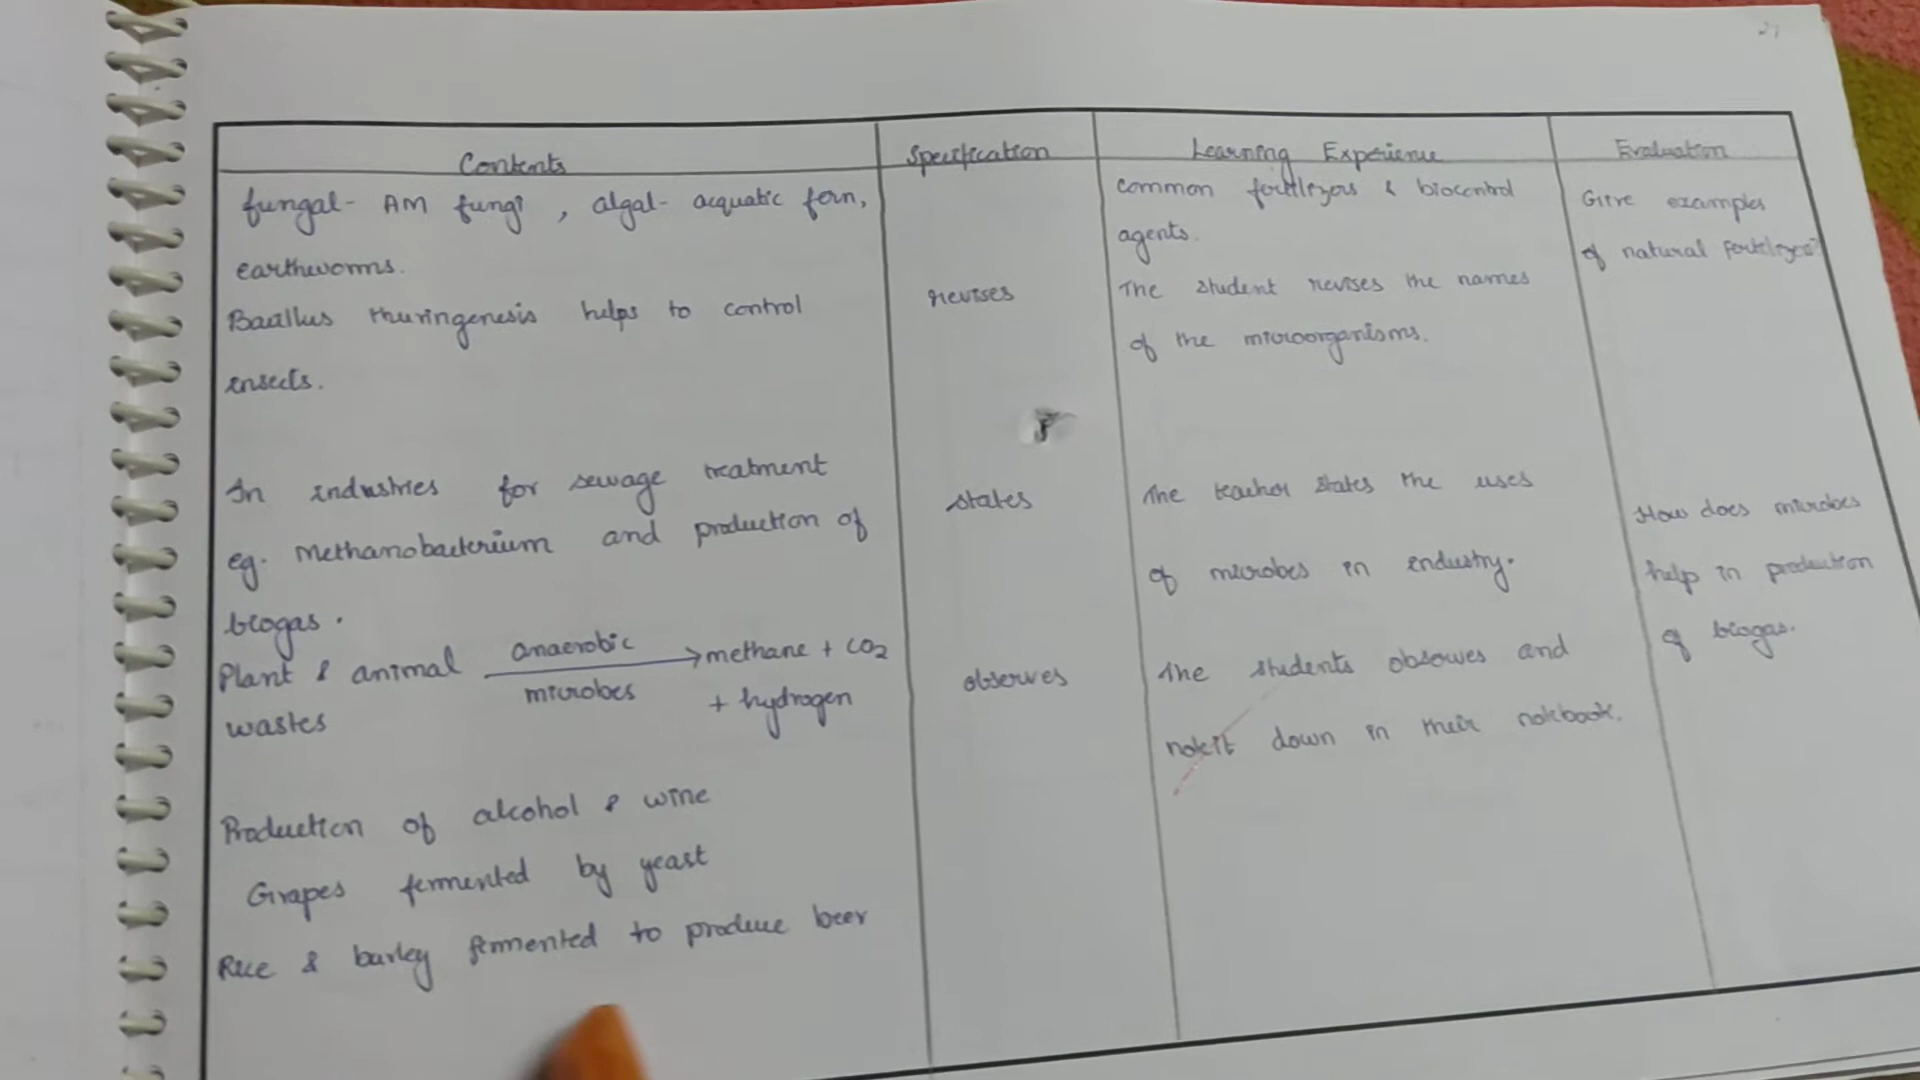 Contents
Specification
Learning Experience
Evaluation
fungal - AM fungi, algal - acquatic fern,
earthworms.
Bacillus thuringenesis helps to control
insects.
In industries for sewage treatment
eg. Methanobacterium and production of
biogas.
Plant & animal wastes anaerobic microbes → methane + CO2
+ hydrogen
Production of alcohol & wine
Grapes fermented by yeast
Rice & barley fermented to produce beer
revises
states
observes
common fertilizers & biocontrol
agents.
The student revises the names
of the microorganisms.
The teacher states the uses
of microbes in industry.
The students observes and
note it down in their notebook.
Give examples
of natural fertilizers?
How does microbes
help in production
of biogas.